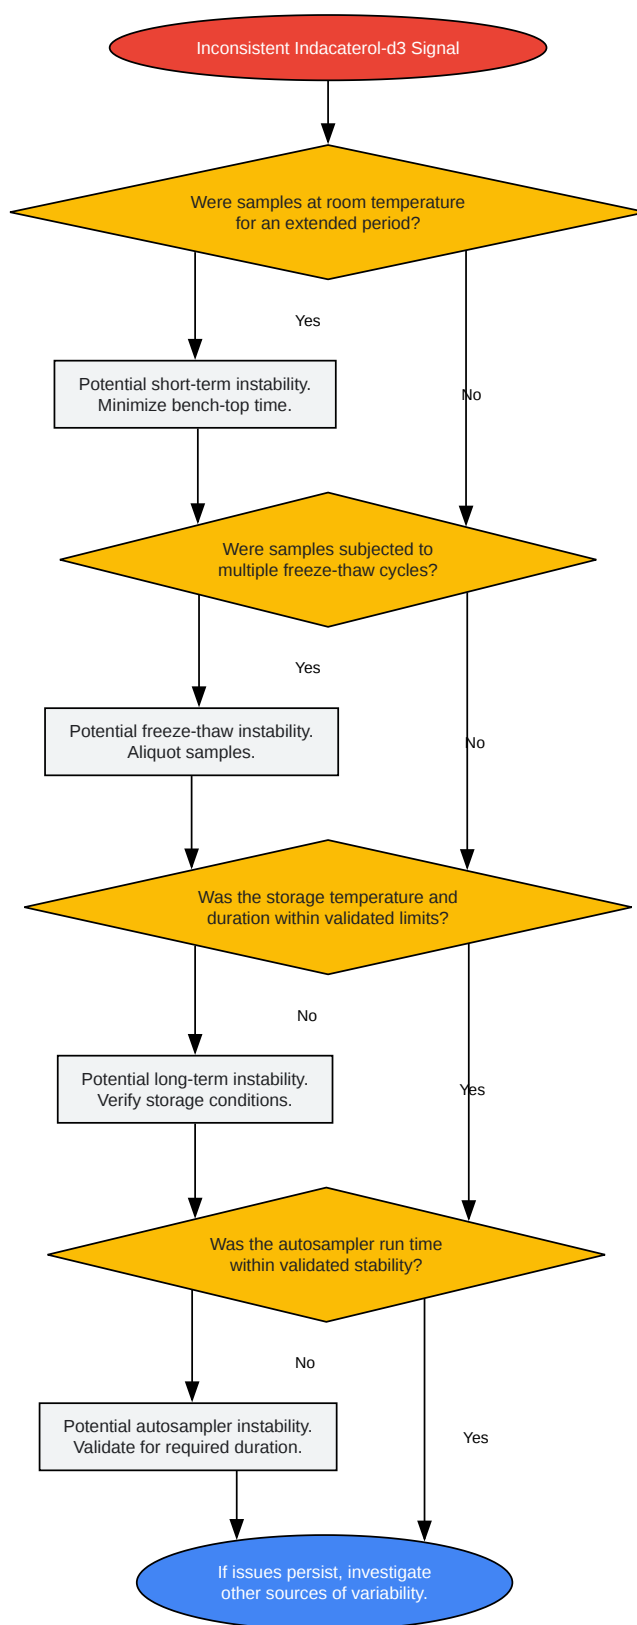 Inconsistent Indacaterol-d3 Signal
Were samples at room temperature
for an extended period?
Yes
Potential short-term instability.
Minimize bench-top time.
No
Were samples subjected to
multiple freeze-thaw cycles?
Yes
Potential freeze-thaw instability.
Aliquot samples.
No
Was the storage temperature and
duration within validated limits?
No
Potential long-term instability.
Verify storage conditions.
Yes
Was the autosampler run time
within validated stability?
No
Potential autosampler instability.
Validate for required duration.
Yes
If issues persist, investigate
other sources of variability.